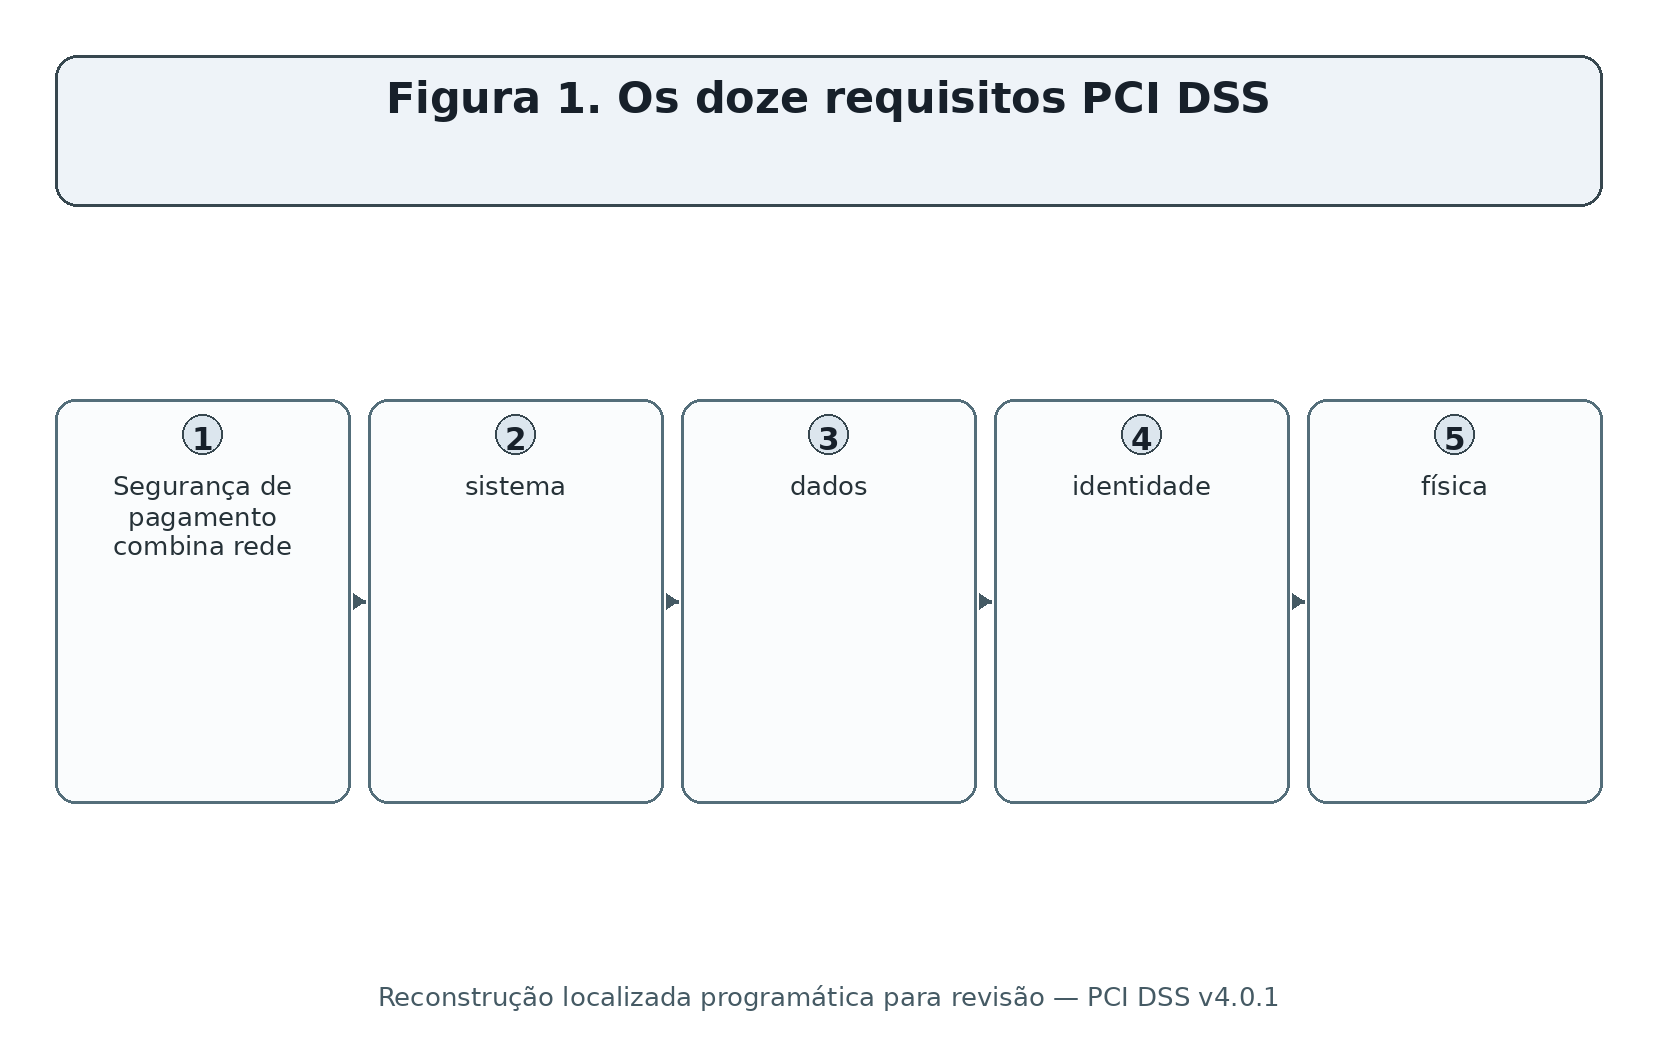 Figura 1. Os doze requisitos PCI DSS
1
Segurança de
pagamento
combina rede
2
sistema
3
dados
4
identidade
5
física
Reconstrução localizada programática para revisão — PCI DSS v4.0.1